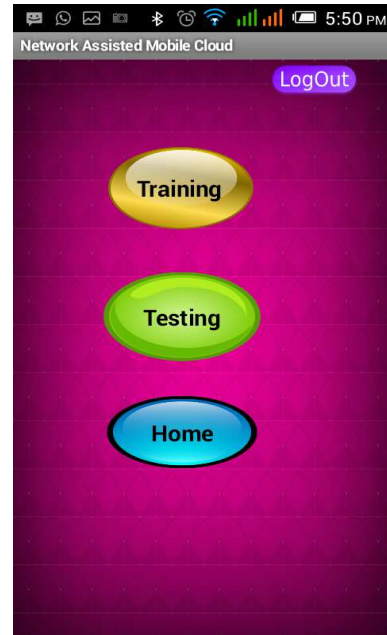 5:50 PM
Network Assisted Mobile Cloud
LogOut
Training
Testing
Home